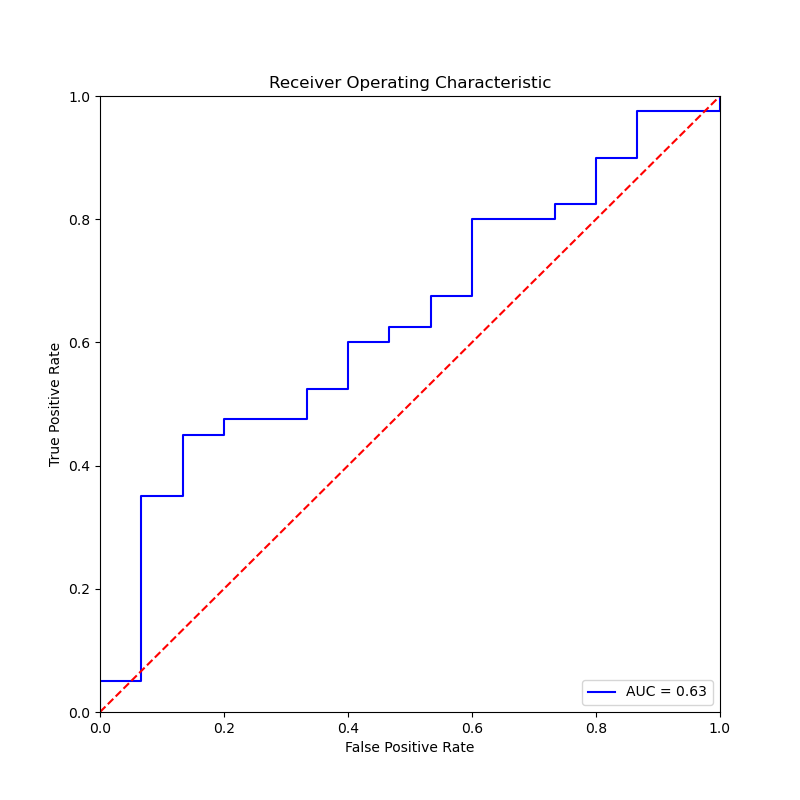 Receiver Operating Characteristic
1.0
0.8
0.6
0.4
0.2
0.0
True Positive Rate
AUC = 0.63
0.0 0.2 0.4 0.6 0.8 1.0
False Positive Rate